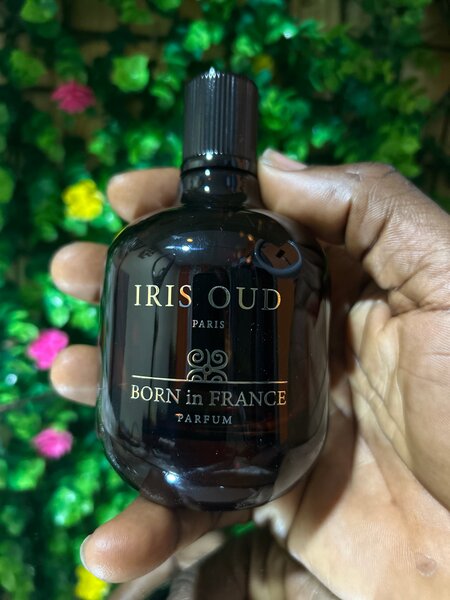 IRIS OUD
PARIS
BORN in FRANCE
PARFUM